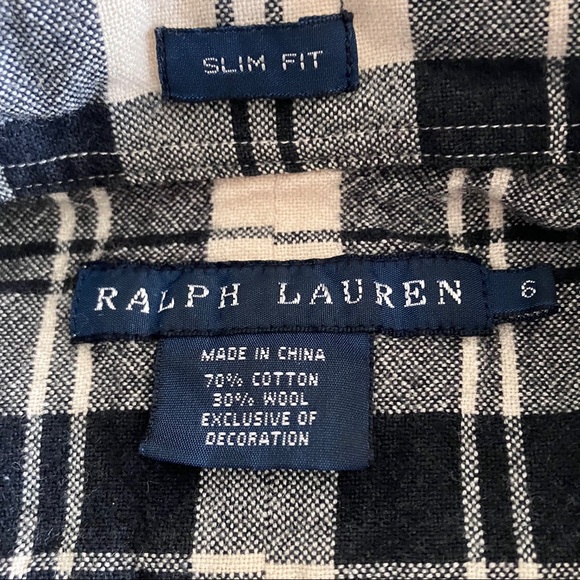 SLIM FIT
RALPH LAUREN 6
MADE IN CHINA
70% COTTON
30% WOOL
EXCLUSIVE OF
DECORATION